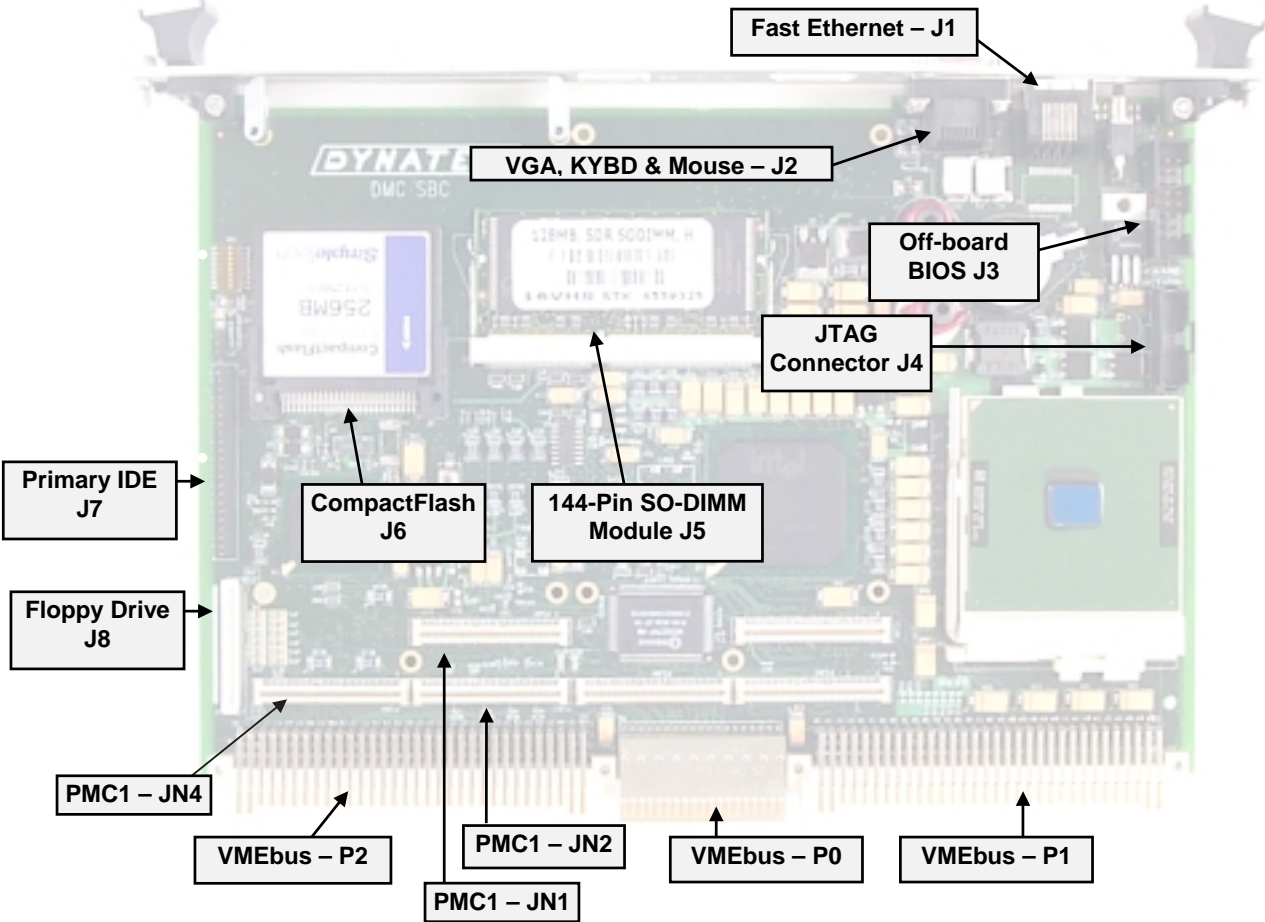 Fast Ethernet – J1
VGA, KYBD & Mouse – J2
DYNATE
DMC SBC
128MB, SDR SODIMM, H
Off-board
BIOS J3
SimpleTech
256MB
CompactFlash
JTAG
Connector J4
intel
Primary IDE
J7
CompactFlash
J6
144-Pin SO-DIMM
Module J5
Floppy Drive
J8
PMC1 – JN4
VMEbus – P2
PMC1 – JN2
VMEbus – P0
VMEbus – P1
PMC1 – JN1